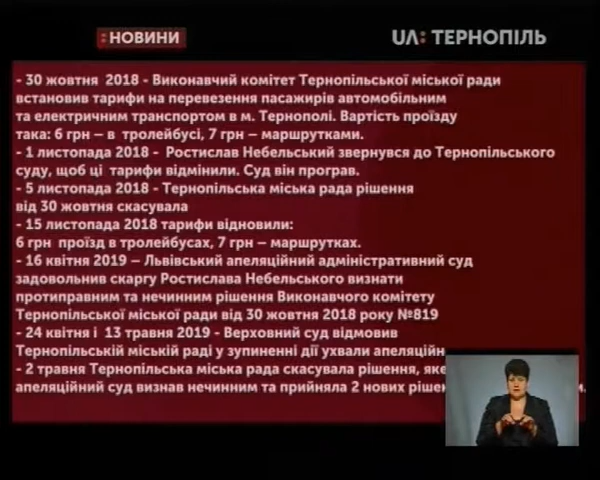 :НОВИНИ
UA: ТЕРНОПІЛЬ
- 30 жовтня 2018 - Виконавчий комітет Тернопільської міської ради
встановив тарифи на перевезення пасажирів автомобільним
та електричним транспортом в м. Тернополі. Вартість проїзду
така: 6 грн – в тролейбусі, 7 грн – маршрутками.
- 1 листопада 2018 - Ростислав Небельський звернувся до Тернопільського
суду, щоб ці тарифи відмінили. Суд він програв.
- 5 листопада 2018 - Тернопільська міська рада рішення
від 30 жовтня скасувала
- 15 листопада 2018 тарифи відновили:
6 грн проїзд в тролейбусах, 7 грн – маршрутках.
- 16 квітня 2019 – Львівський апеляційний адміністративний суд
задовольнив скаргу Ростислава Небельського визнати
протиправним та нечинним рішення Виконавчого комітету
Тернопільської міської ради від 30 жовтня 2018 року №819
- 24 квітня і 13 травня 2019 - Верховний суд відмовив
Тернопільській міській раді у зупиненні дії ухвали
- 2 травня Тернопільська міська рада скасувала рішення,
апеляційний суд визнав нечинним та прийняла 2 нових